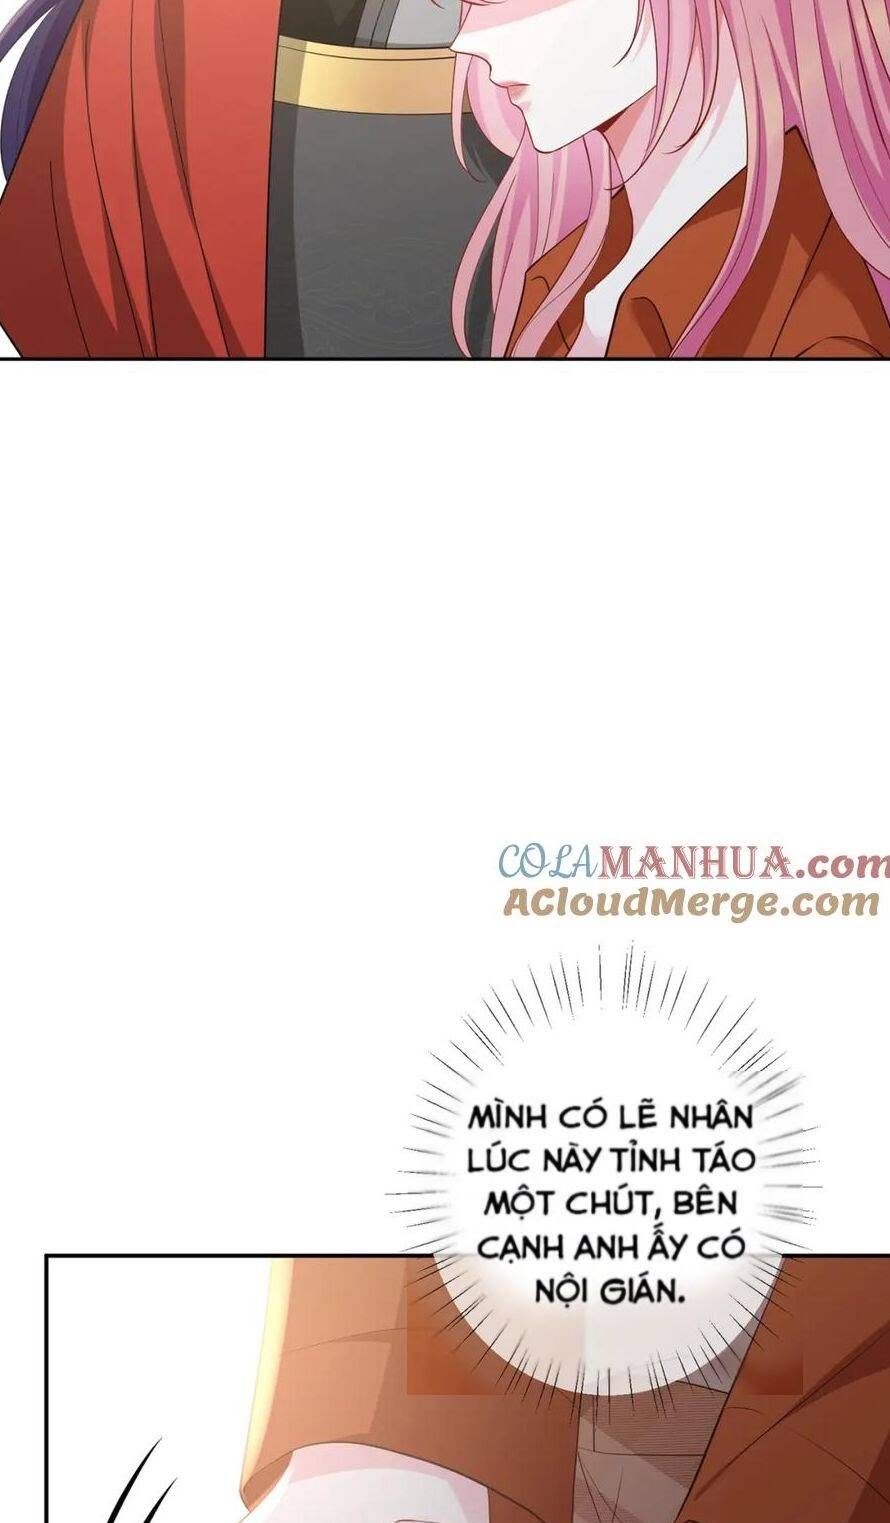 COLAMANHUA.com
ACloudMerge.com
MÌNH CÓ LẼ NHÂN
LÚC NÀY TỈNH TÁO
MỘT CHÚT, BÊN
CẠNH ANH ẤY CÓ
NỘI GIÁN.